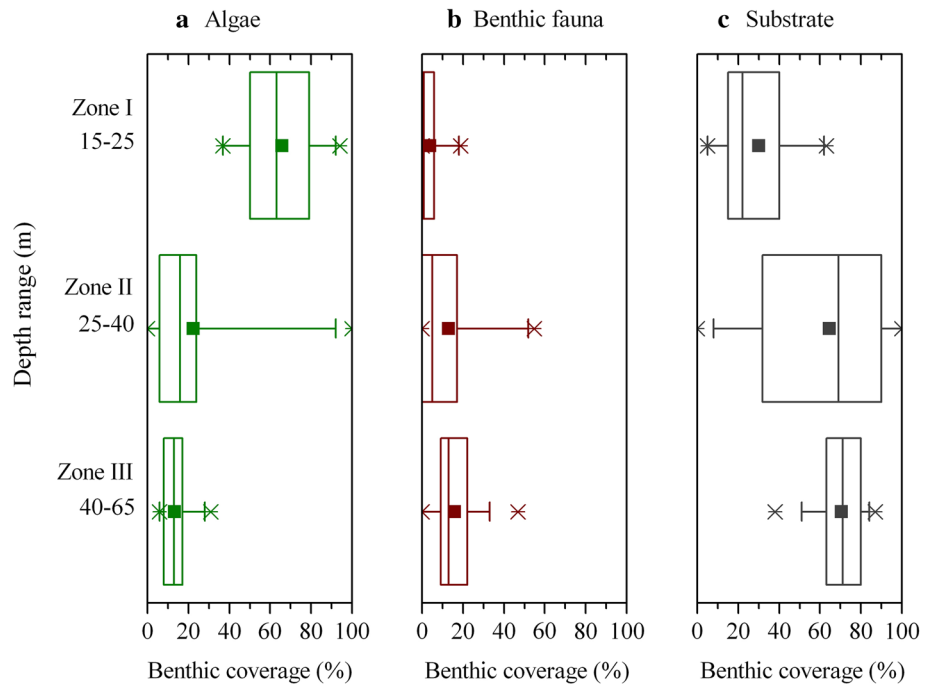 a Algae
b Benthic fauna
c Substrate
Depth range (m)
Zone I
15-25
Zone II
25-40
Zone III
40-65
0 20 40 60 80 100
0 20 40 60 80 100
0 20 40 60 80 100
Benthic coverage (%)
Benthic coverage (%)
Benthic coverage (%)